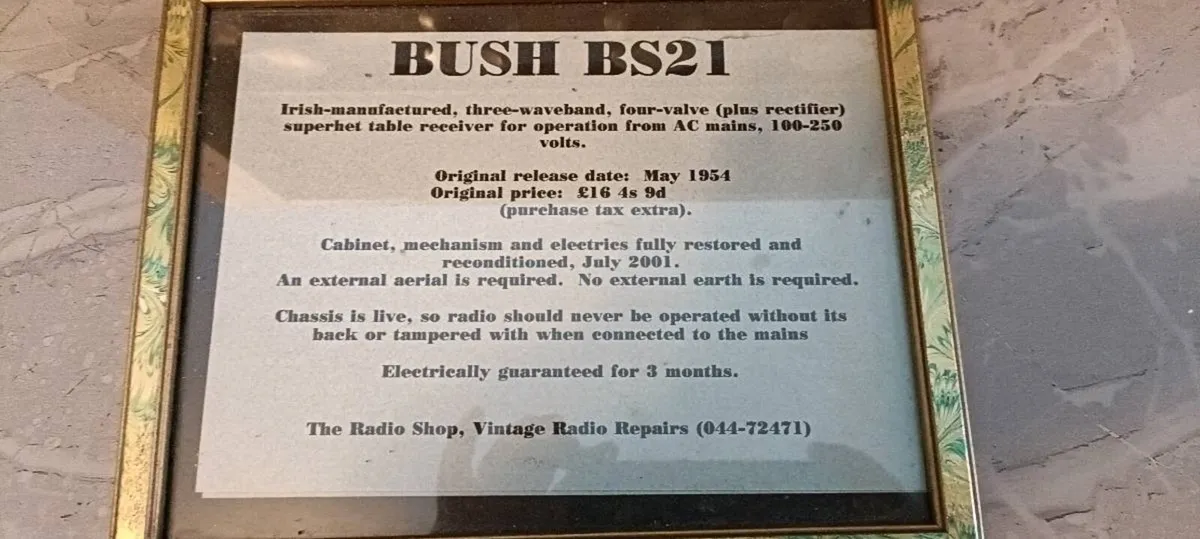 BUSH BS21
Irish-manufactured, three-waveband, four-valve (plus rectifier)
superhet table receiver for operation from AC mains, 100-250
volts.
Original release date: May 1954
Original price: £16 4s 9d
(purchase tax extra).
Cabinet, mechanism and electrics fully restored and
reconditioned, July 2001.
An external aerial is required. No external earth is required.
Chassis is live, so radio should never be operated without its
back or tampered with when connected to the mains
Electrically guaranteed for 3 months.
The Radio Shop, Vintage Radio Repairs (044-72471)